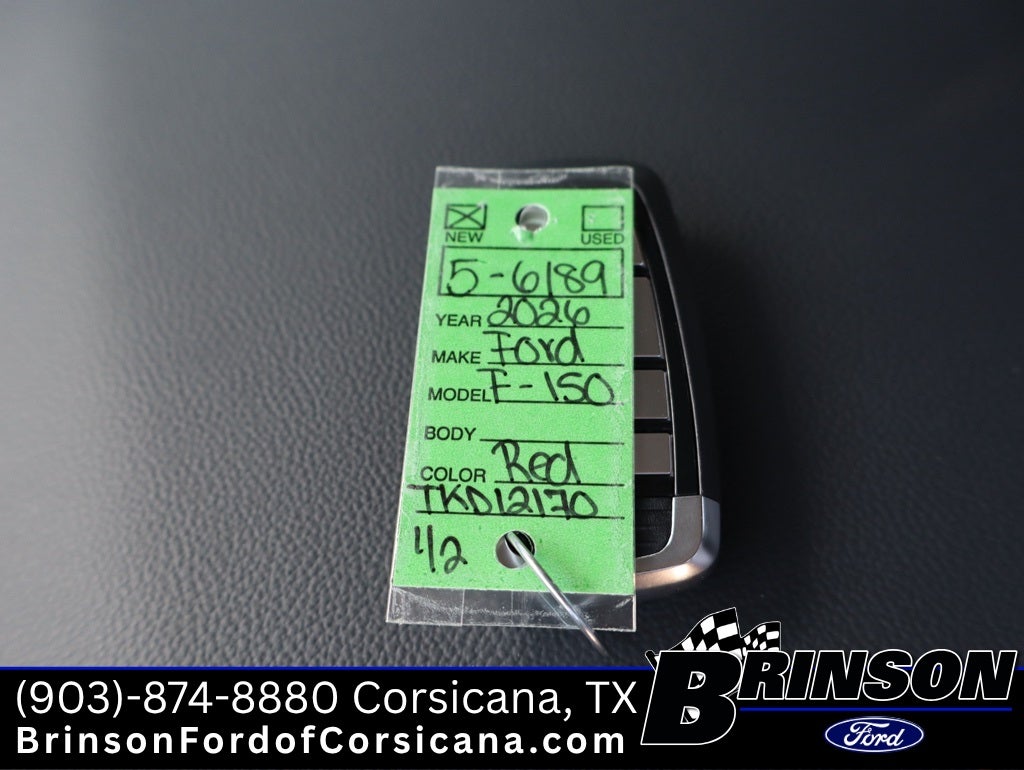 NEW USED
5-6189
YEAR 2026
MAKE Ford
MODEL F-150
BODY
COLOR Red
TKD12170
1/2
(903)-874-8880 Corsicana, TX
BrinsonFordofCorsicana.com
BRINSON
Ford